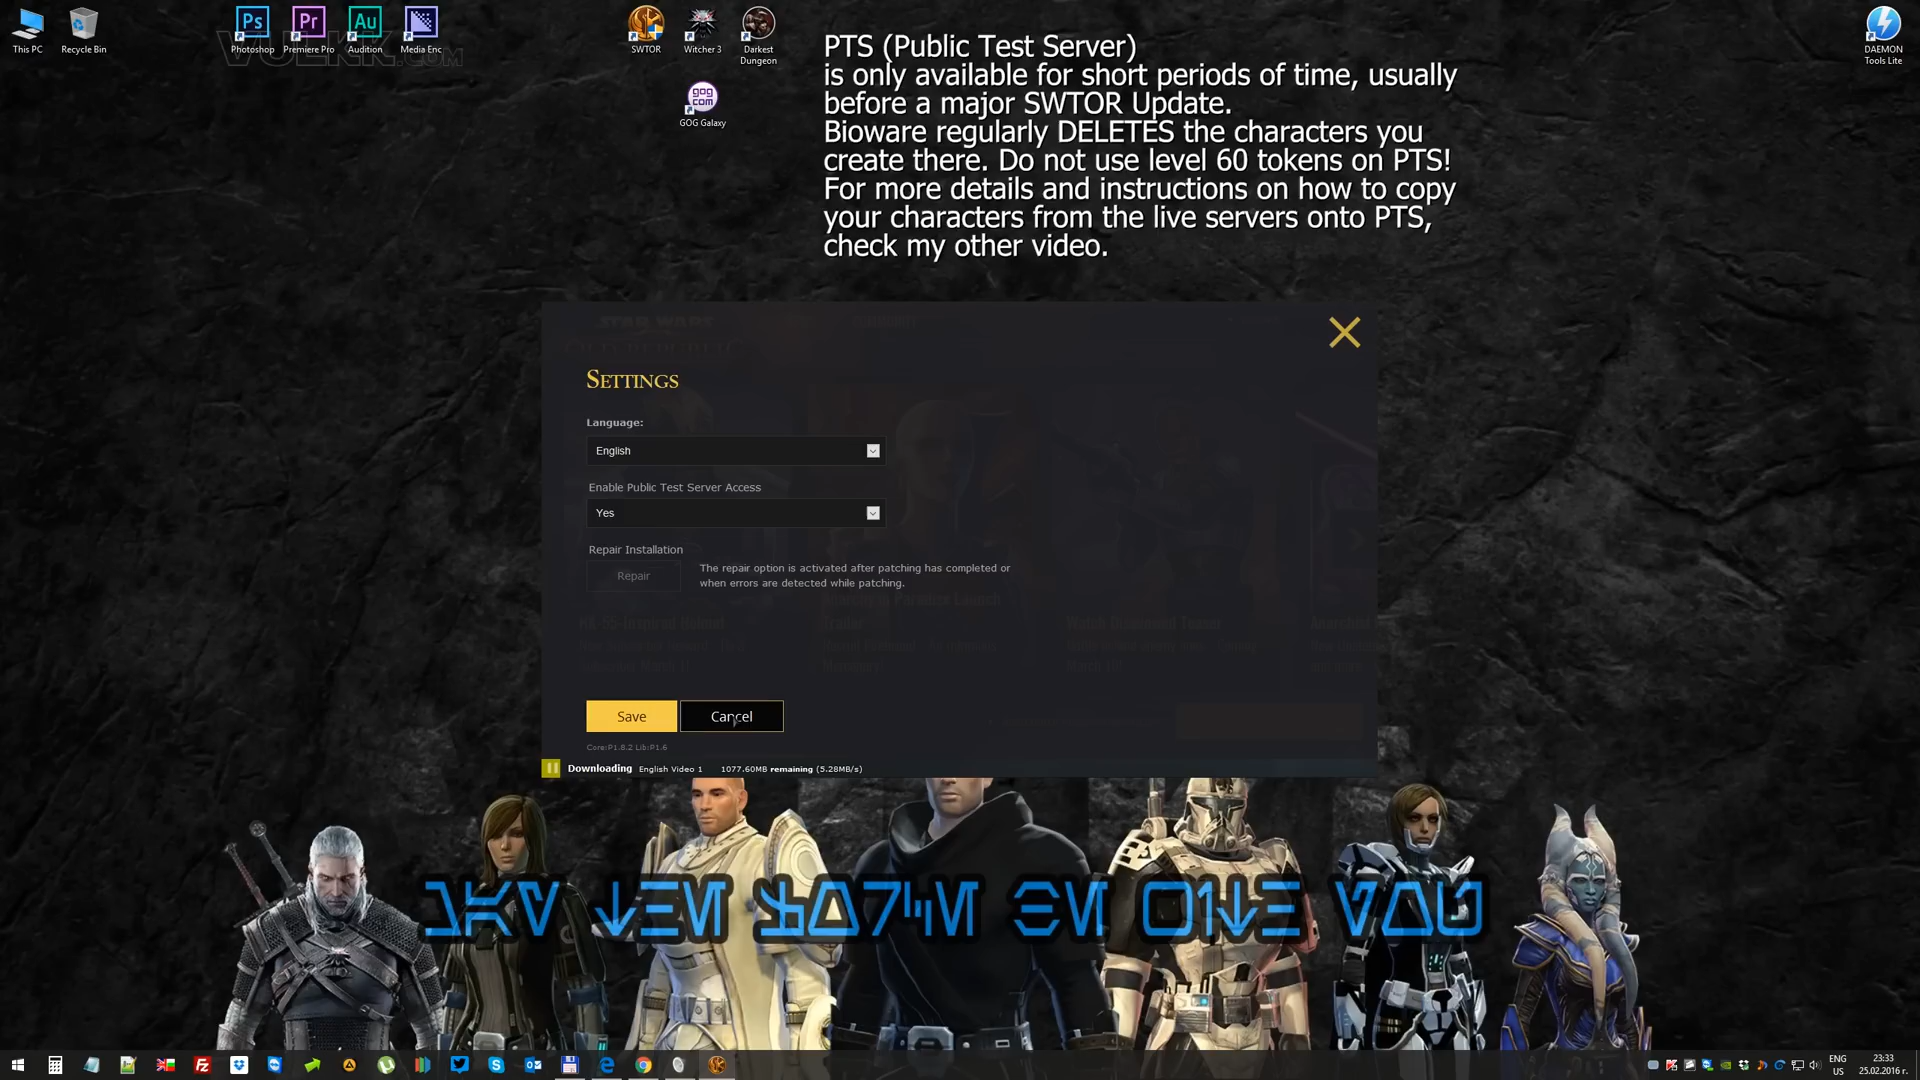 This PC
Recycle Bin
Photoshop
Premiere Pro
Audition
Media Enc
VULKK.COM
SWTOR
Witcher 3
Darkest
Dungeon
GOG Galaxy
DAEMON
Tools Lite
PTS (Public Test Server)
is only available for short periods of time, usually
before a major SWTOR Update.
Bioware regularly DELETES the characters you
create there. Do not use level 60 tokens on PTS!
For more details and instructions on how to copy
your characters from the live servers onto PTS,
check my other video.
SETTINGS
Language:
English
Enable Public Test Server Access
Yes
Repair Installation
Repair
The repair option is activated after patching has completed or
when errors are detected while patching.
Save
Cancel
Core:P1.8.2 Lib:P1.6
Downloading English Video 1 1077.60MB remaining (5.28MB/s)
ENG
US
23:33
25.02.2016 г.